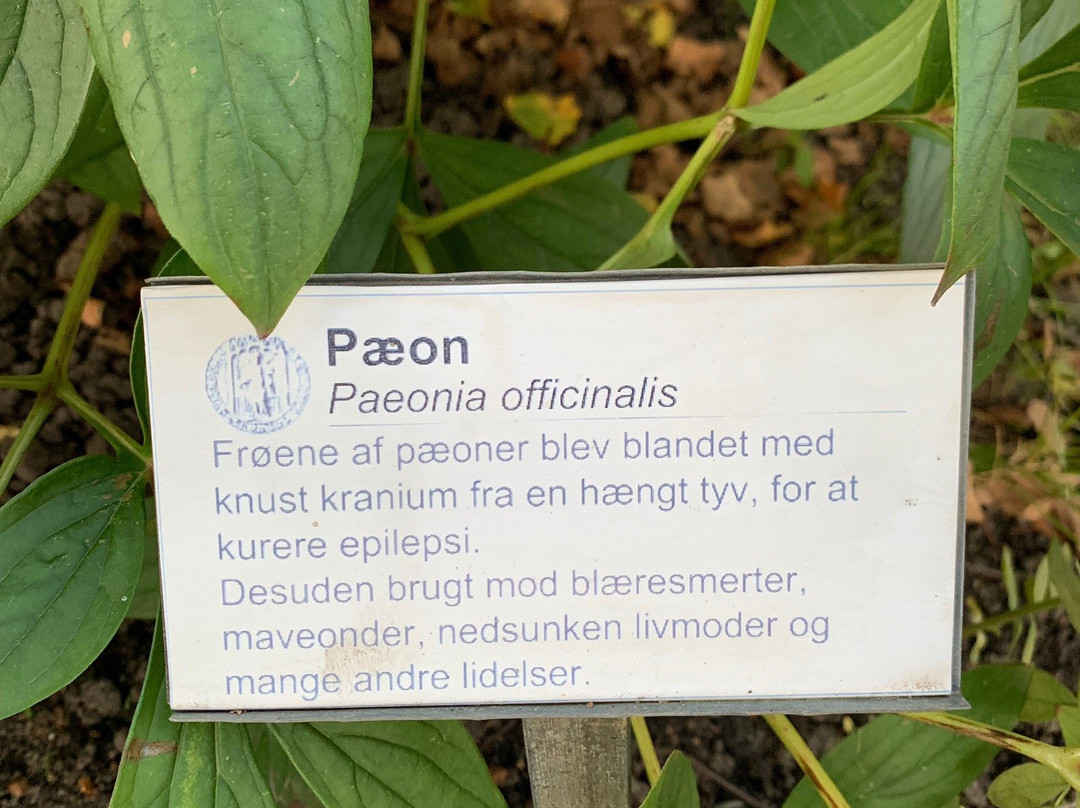 Pæon
Paeonia officinalis
Frøene af pæoner blev blandet med
knust kranium fra en hængt tyv, for at
kurere epilepsi.
Desuden brugt mod blæresmerter,
maveonder, nedsunken livmoder og
mange andre lidelser.